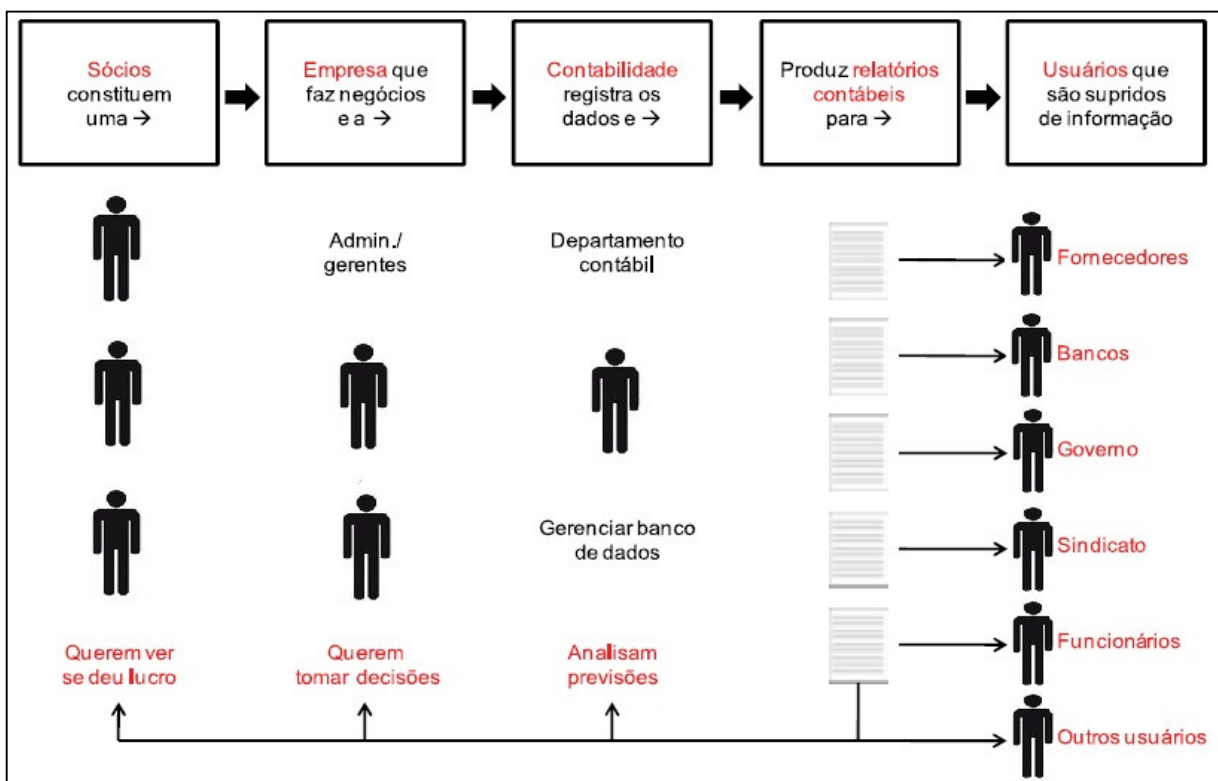 Sócios
constituem
uma →
Empresa que
faz negócios
e a →
Contabilidade
registra os
dados e →
Produz relatórios
contábeis
para →
Usuários que
são supridos
de informação
Admin./
gerentes
Departamento
contábil
Gerenciar banco
de dados
Querem ver
se deu lucro
Querem
tomar decisões
Analisam
previsões
Fornecedores
Bancos
Governo
Sindicato
Funcionários
Outros usuários